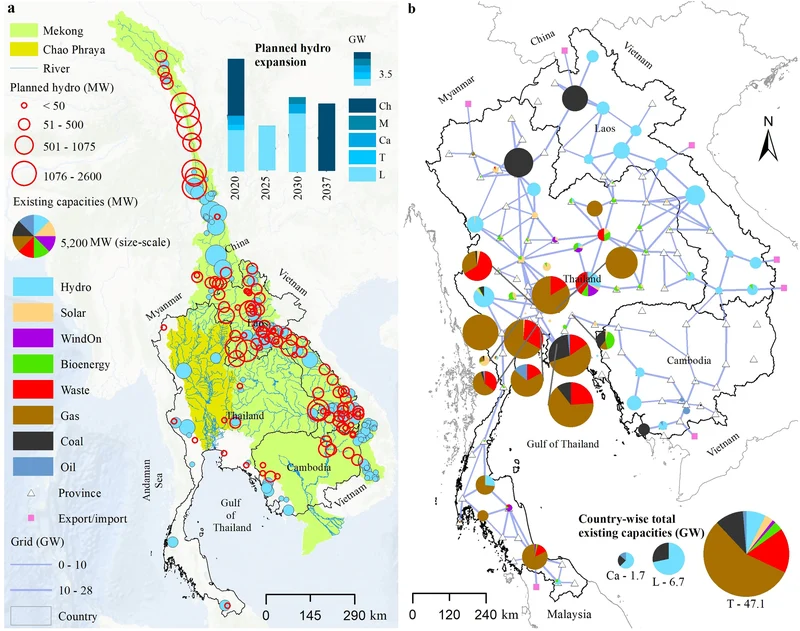 a
Mekong
Chao Phraya
River
Planned hydro (MW)
< 50
51 - 500
501 - 1075
1076 - 2600
Existing capacities (MW)
5,200 MW (size-scale)
Hydro
Solar
WindOn
Bioenergy
Waste
Gas
Coal
Oil
Province
Export/import
Grid (GW)
0 - 10
10 - 28
Country
Planned hydro
expansion
GW
3.5
Ch
M
Ca
T
L
2020
2025
2030
2037
China
Myanmar
Vietnam
Laos
Thailand
Cambodia
Vietnam
Andaman
Sea
Gulf
of
Thailand
0 145 290 km
b
China
Vietnam
Myanmar
Laos
N
Thailand
Cambodia
Gulf of Thailand
Vietnam
Country-wise total
existing capacities (GW)
Ca - 1.7
L - 6.7
T - 47.1
Malaysia
0 120 240 km